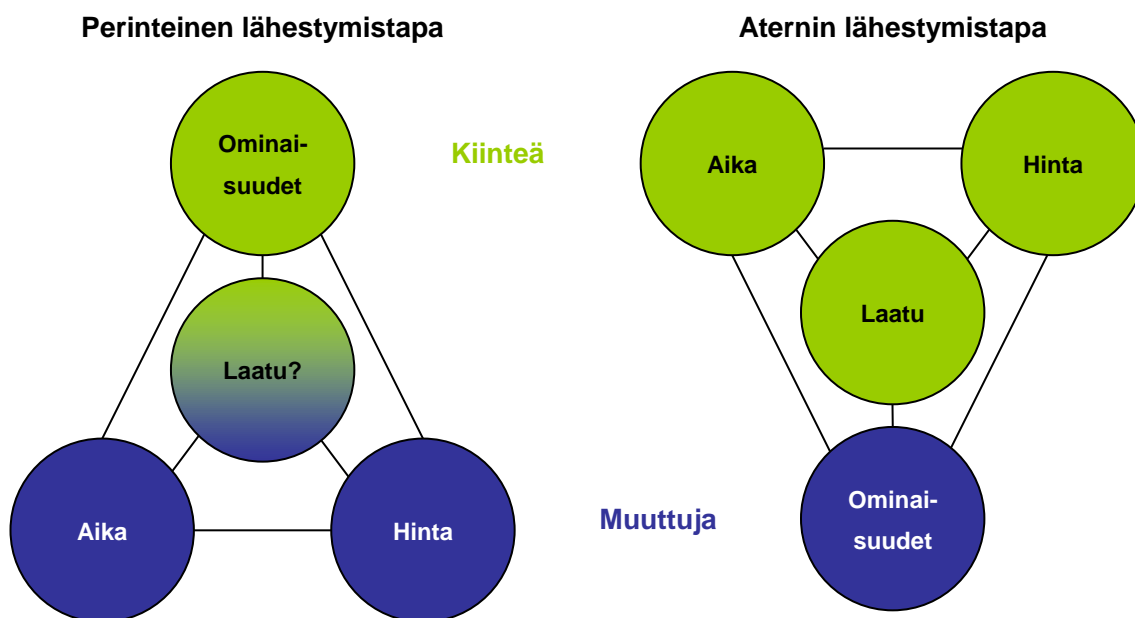 Perinteinen lähestymistapa
Aternin lähestymistapa
Ominai-
suudet
Kiinteä
Aika
Hinta
Laatu?
Laatu
Aika
Hinta
Muuttuja
Ominai-
suudet